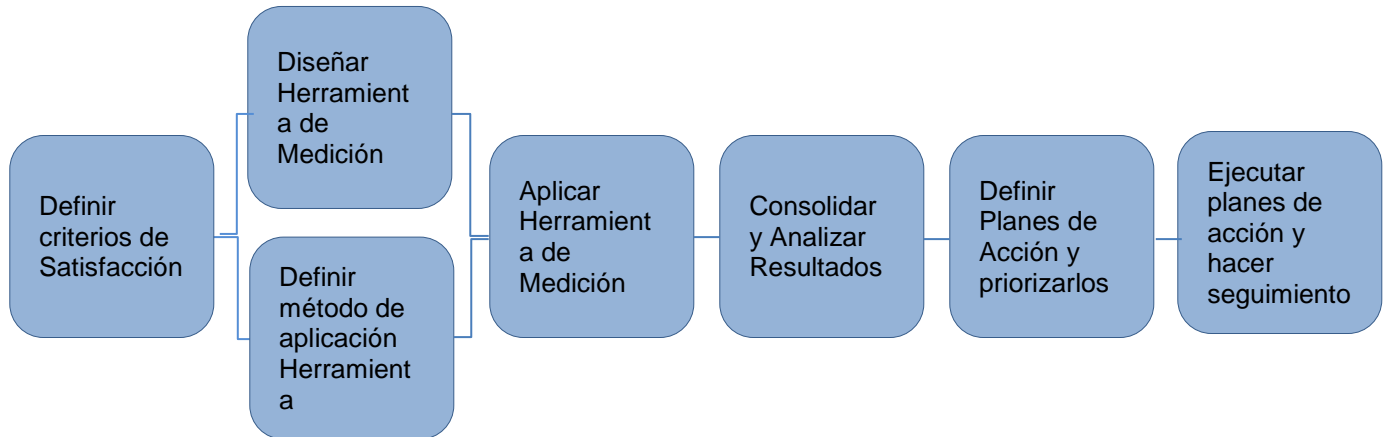 Definir
criterios de
Satisfacción
Diseñar
Herramient
a de
Medición
Definir
método de
aplicación
Herramient
a
Aplicar
Herramient
a de
Medición
Consolidar
y Analizar
Resultados
Definir
Planes de
Acción y
priorizarlos
Ejecutar
planes de
acción y
hacer
seguimiento